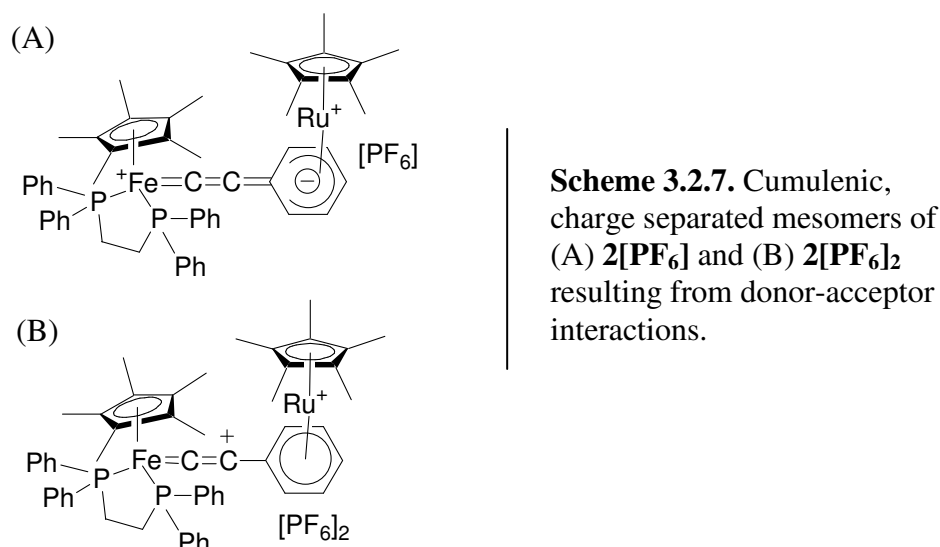 (A)
Ru+
[PF6]
+Fe=C=C=
−
Ph
P
Ph
P
Ph
Ph
Scheme 3.2.7. Cumulenic,
charge separated mesomers of
(A) 2[PF6] and (B) 2[PF6]2
resulting from donor-acceptor
interactions.
(B)
Ru+
+
Fe=C=C
Ph
P
Ph
P
Ph
Ph
[PF6]2